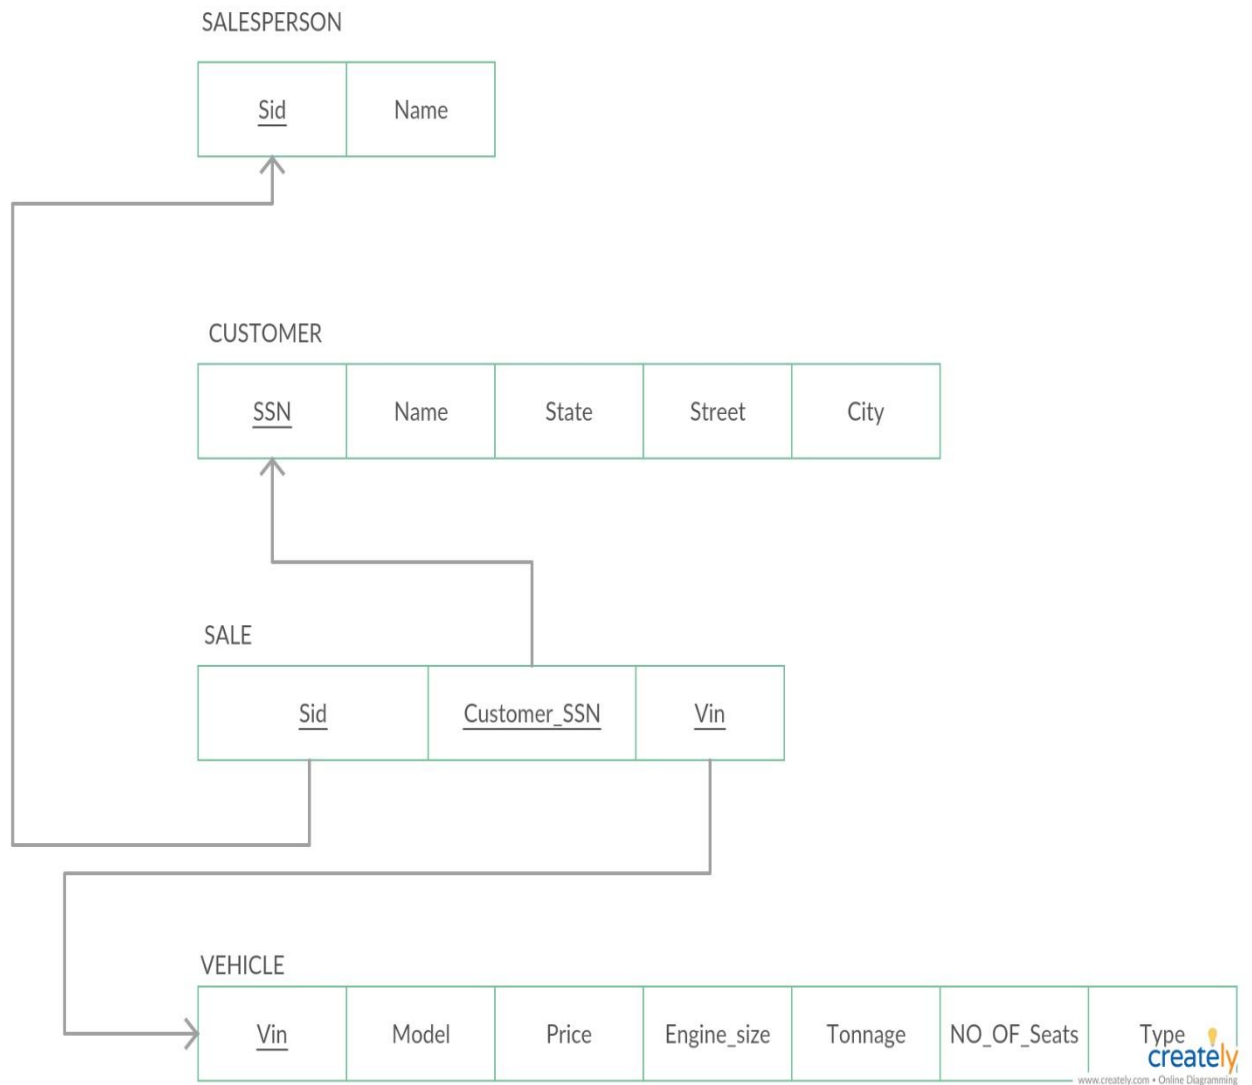 SALESPERSON
Sid Name
CUSTOMER
SSN Name State Street City
SALE
Sid Customer_SSN Vin
VEHICLE
Vin Model Price Engine_size Tonnage NO_OF_Seats Type
creately
www.creately.com • Online Diagramming